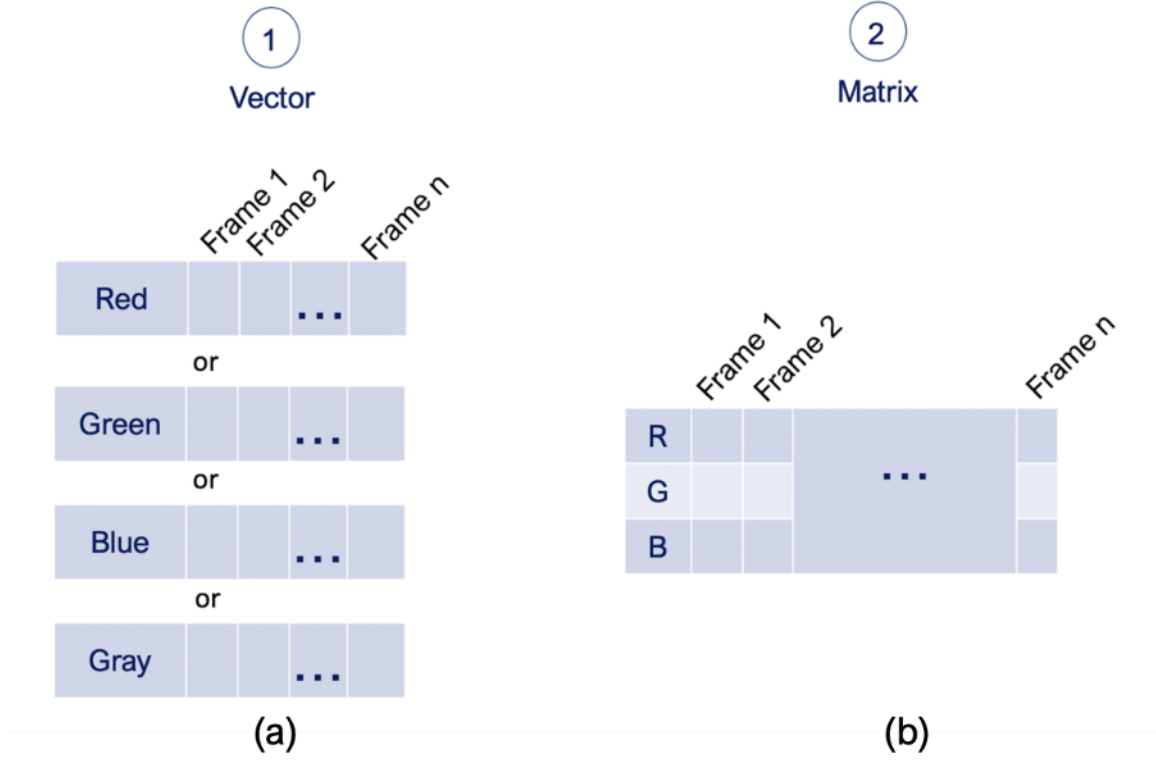 1
Vector
Frame 1
Frame 2
Frame n
Red
...
or
Green
...
or
Blue
...
or
Gray
...
(a)
2
Matrix
Frame 1
Frame 2
Frame n
R
G
B
...
(b)